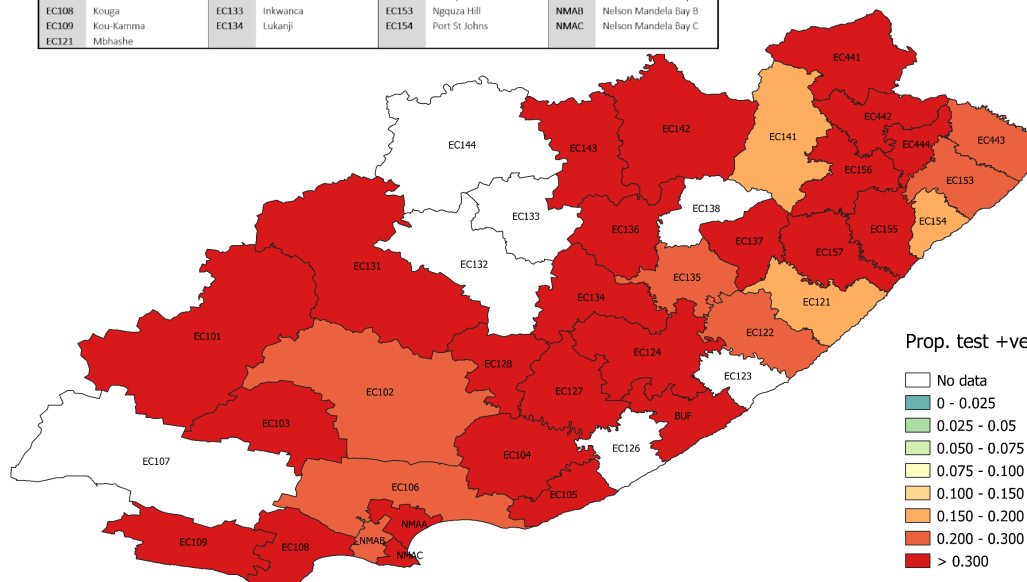 EC108 Kouga EC133 Inkwanca EC153 Ngquza Hill NMAB Nelson Mandela Bay B
EC109 Kou-Kamma EC134 Lukanji EC154 Port St Johns NMAC Nelson Mandela Bay C
EC121 Mbhashe
EC441
EC442
EC142
EC141
EC443
EC144
EC143
EC444
EC156
EC153
EC138
EC133
EC154
EC136
EC155
EC137
EC157
EC131
EC132
EC135
EC134
EC121
EC122
EC101
EC124
EC128
EC123
EC102
EC127
BUF
EC103
EC126
EC104
EC107
EC106
EC105
NMAA
NMAB
EC109
EC108
NMAC
Prop. test +ve
No data
0 - 0.025
0.025 - 0.05
0.050 - 0.075
0.075 - 0.100
0.100 - 0.150
0.150 - 0.200
0.200 - 0.300
> 0.300